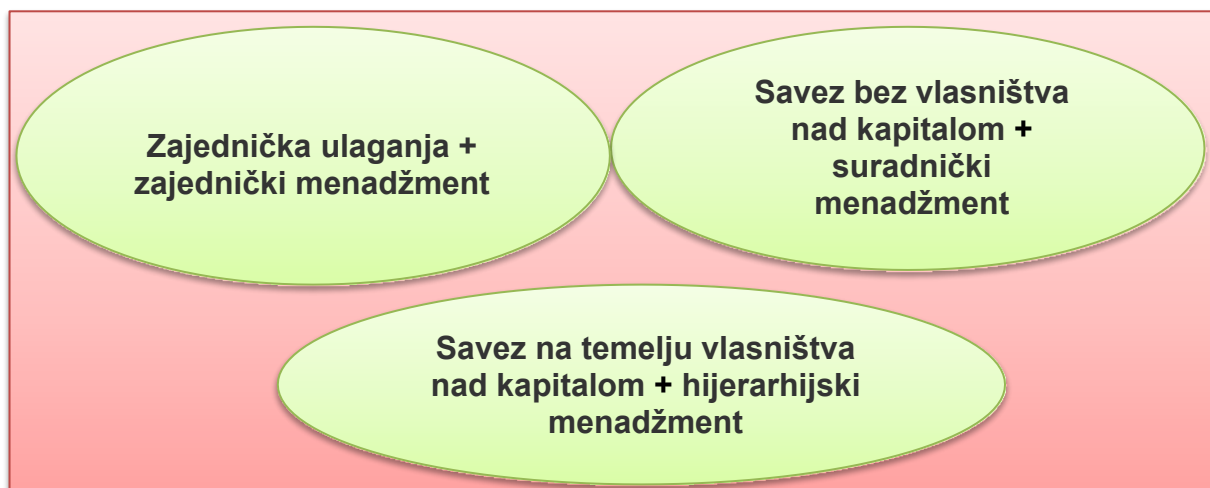 Zajednička ulaganja +
zajednički menadžment
Savez bez vlasništva
nad kapitalom +
suradnički
menadžment
Savez na temelju vlasništva
nad kapitalom + hijerarhijski
menadžment